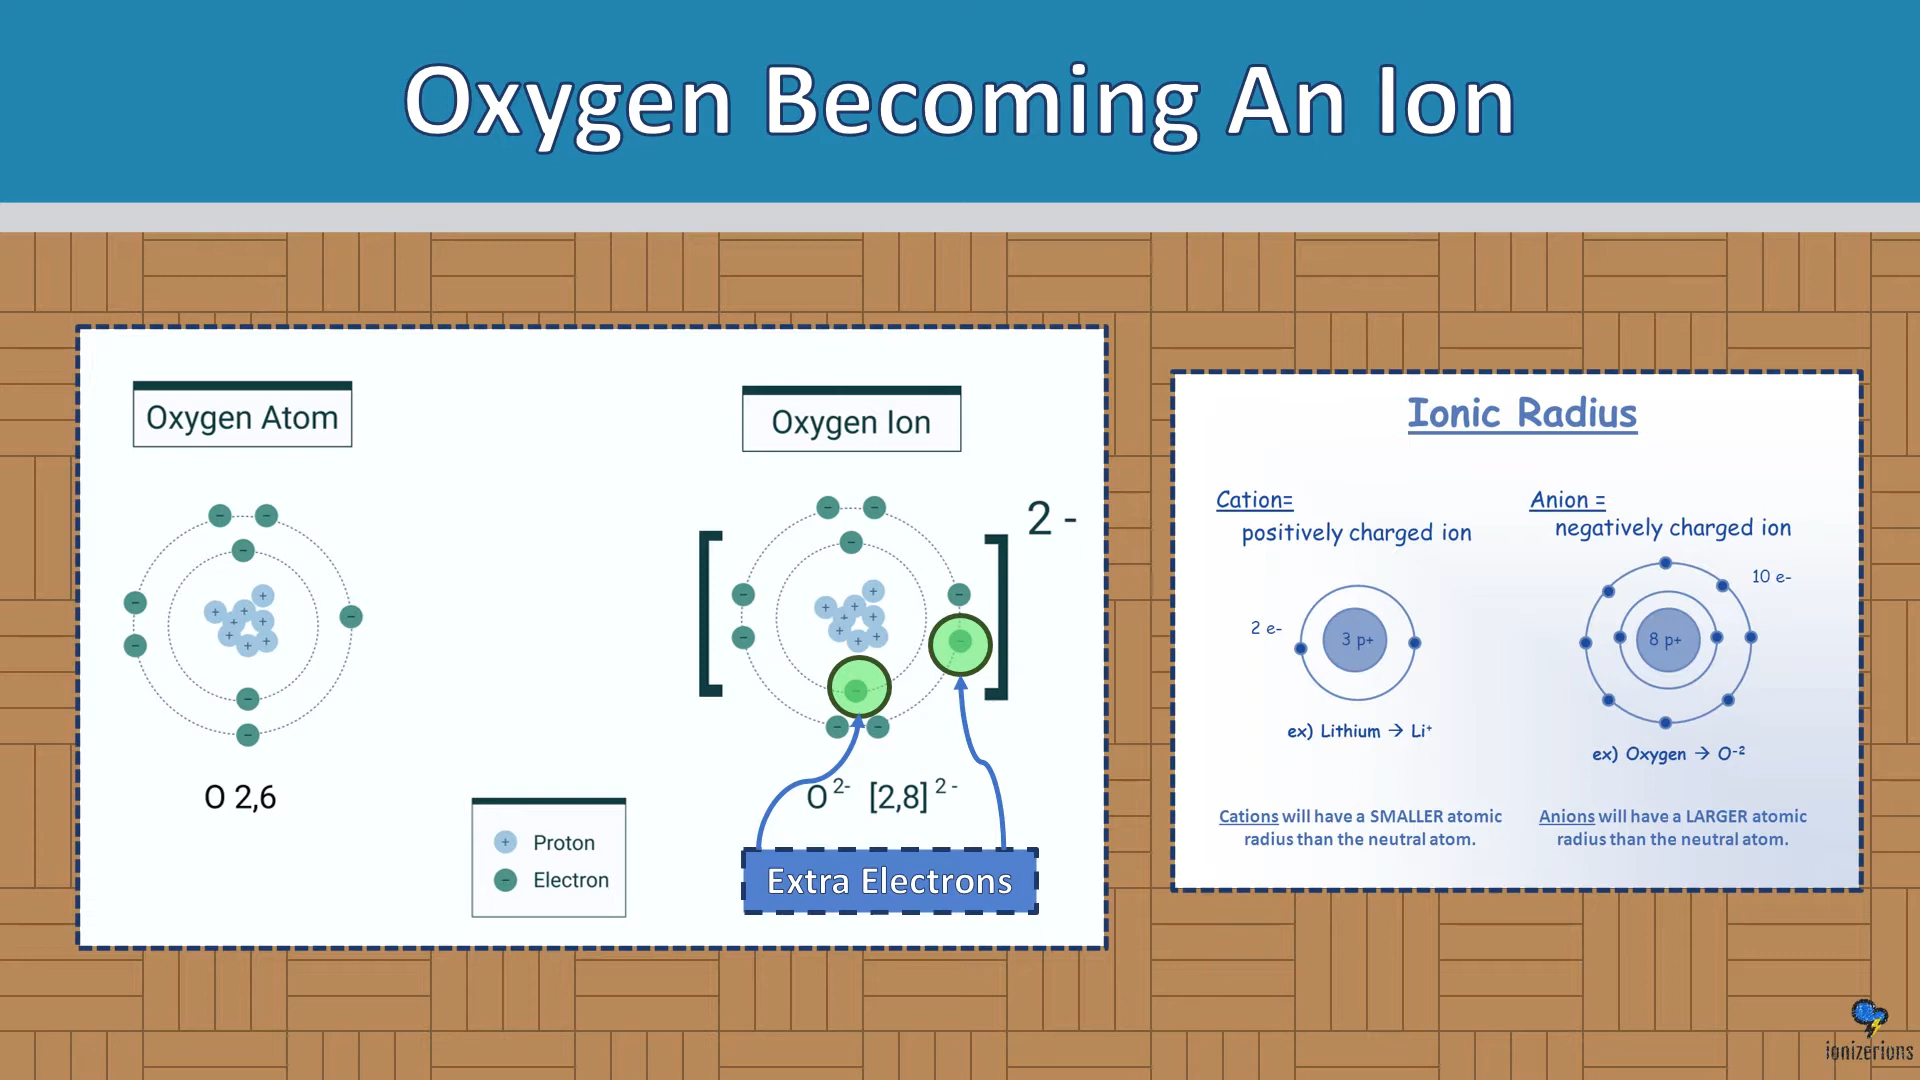 Oxygen Becoming An Ion
Oxygen Atom
Oxygen Ion
2 -
O 2,6
O 2- [2,8] 2 -
+ Proton
- Electron
Extra Electrons
Ionic Radius
Cation=
positively charged ion
2 e-
3 p+
ex) Lithium → Li⁺
Cations will have a SMALLER atomic
radius than the neutral atom.
Anion =
negatively charged ion
10 e-
8 p+
ex) Oxygen → O⁻²
Anions will have a LARGER atomic
radius than the neutral atom.
ionizerions